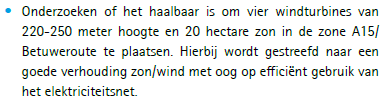 • Onderzoeken of het haalbaar is om vier windturbines van
220-250 meter hoogte en 20 hectare zon in de zone A15/
Betuweroute te plaatsen. Hierbij wordt gestreefd naar een
goede verhouding zon/wind met oog op efficiënt gebruik van
het elektriciteitsnet.